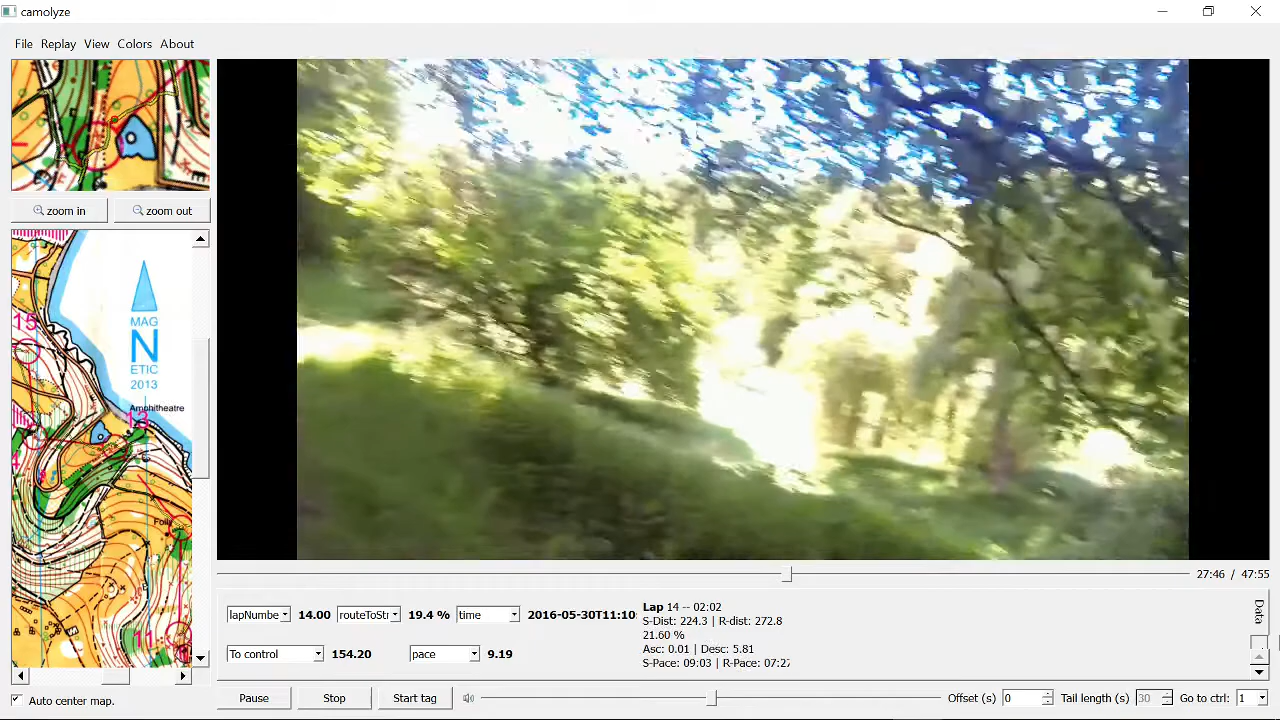 camolyze
File Replay View Colors About
zoom in zoom out
15
MAG
N
ETIC
2013
Amphitheatre
13
4
Folly
11
27:46 / 47:55
lapNumbe 14.00 routeToStr 19.4 % time 2016-05-30T11:10:
Lap 14 -- 02:02
S-Dist: 224.3 | R-dist: 272.8
21.60 %
Asc: 0.01 | Desc: 5.81
S-Pace: 09:03 | R-Pace: 07:2
To control 154.20 pace 9.19
Data
Auto center map.
Pause Stop Start tag Offset (s) 0 Tail length (s) 30 Go to ctrl: 1